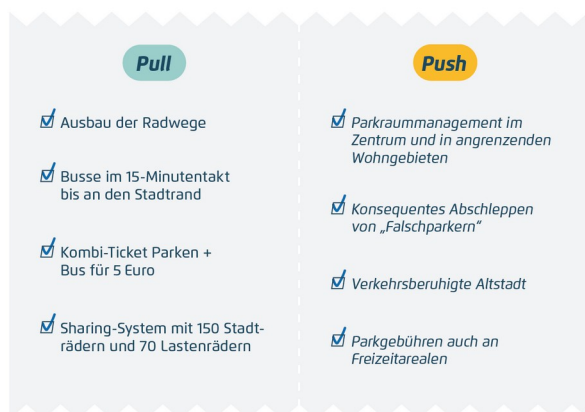 Pull
Ausbau der Radwege
Busse im 15-Minutentakt
bis an den Stadtrand
Kombi-Ticket Parken +
Bus für 5 Euro
Sharing-System mit 150 Stadt-
rädern und 70 Lastenrädern
Push
Parkraummanagement im
Zentrum und in angrenzenden
Wohngebieten
Konsequentes Abschleppen
von „Falschparkern“
Verkehrsberuhigte Altstadt
Parkgebühren auch an
Freizeitarealen